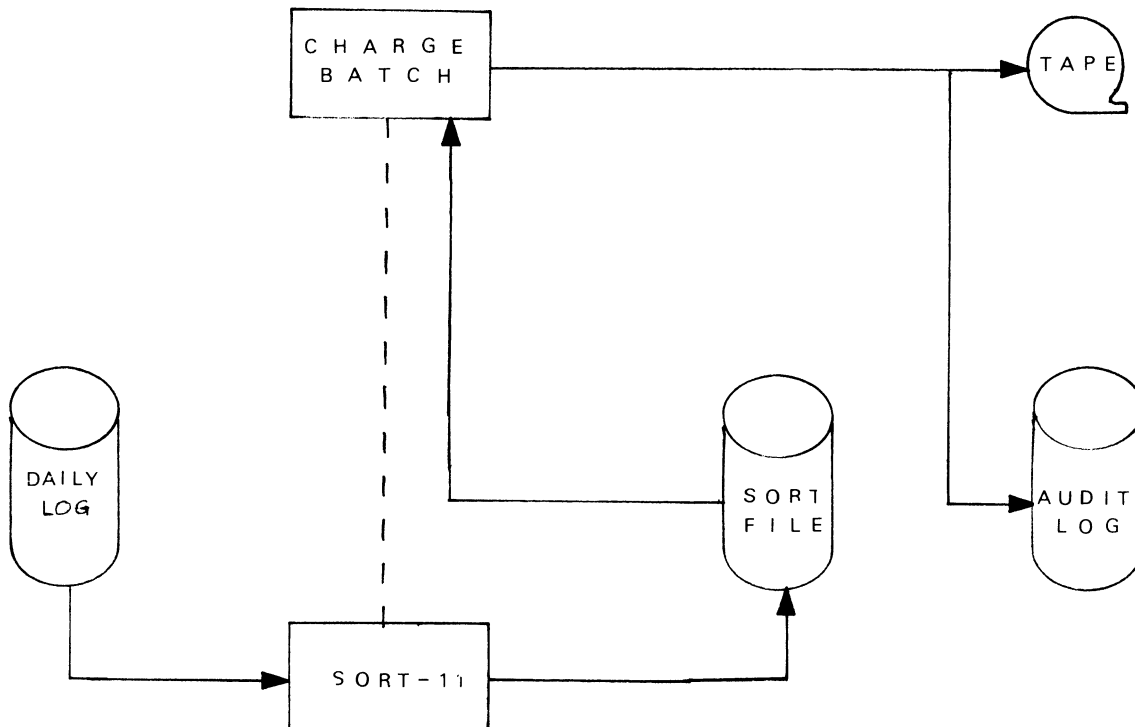 CHARGE
BATCH
TAPE
DAILY
LOG
SORT
FILE
AUDIT
LOG
SORT-11